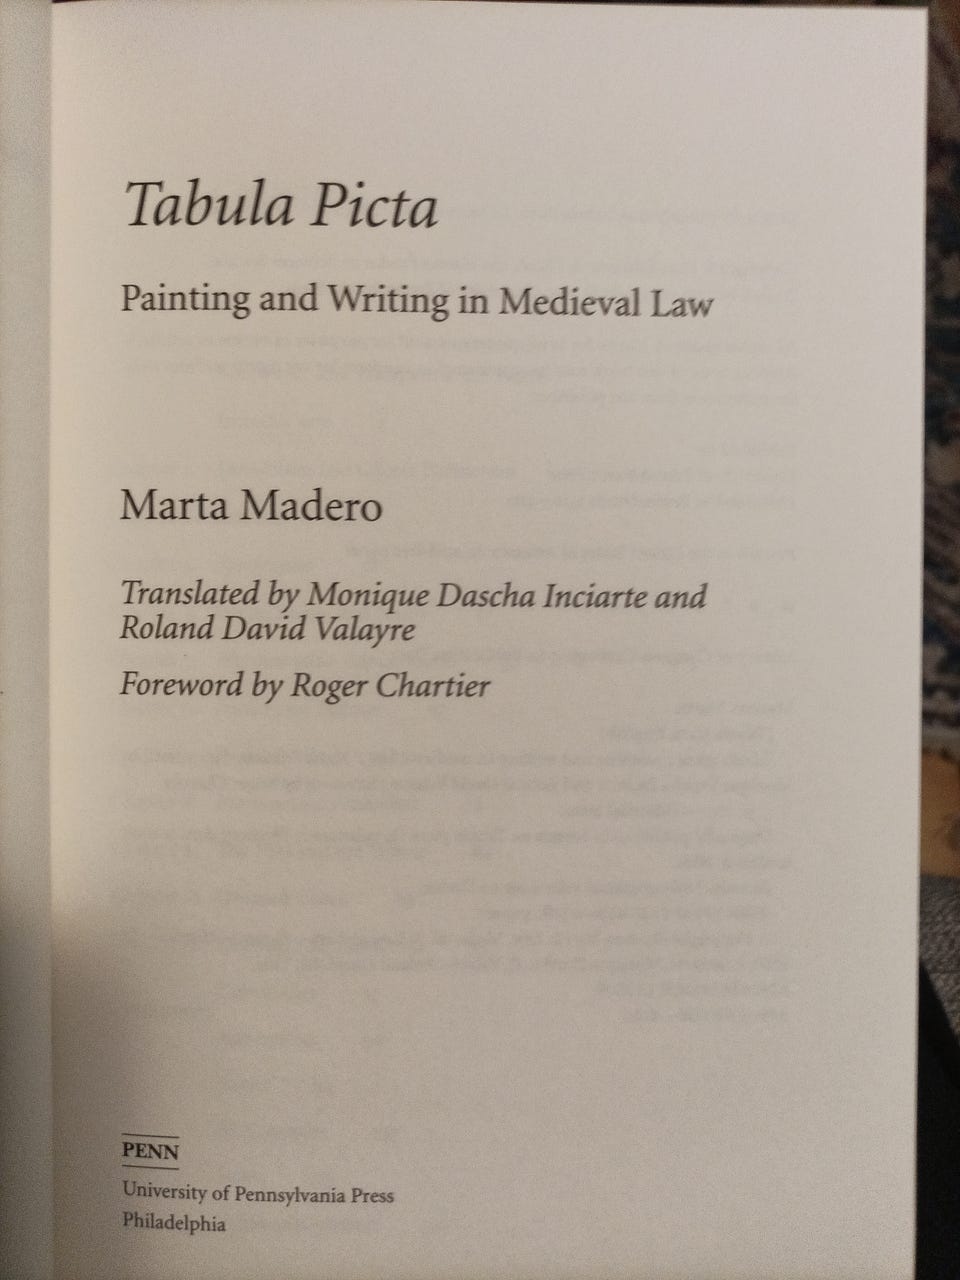 Tabula Picta
Painting and Writing in Medieval Law
Marta Madero
Translated by Monique Dascha Inciarte and
Roland David Valayre
Foreword by Roger Chartier
PENN
University of Pennsylvania Press
Philadelphia